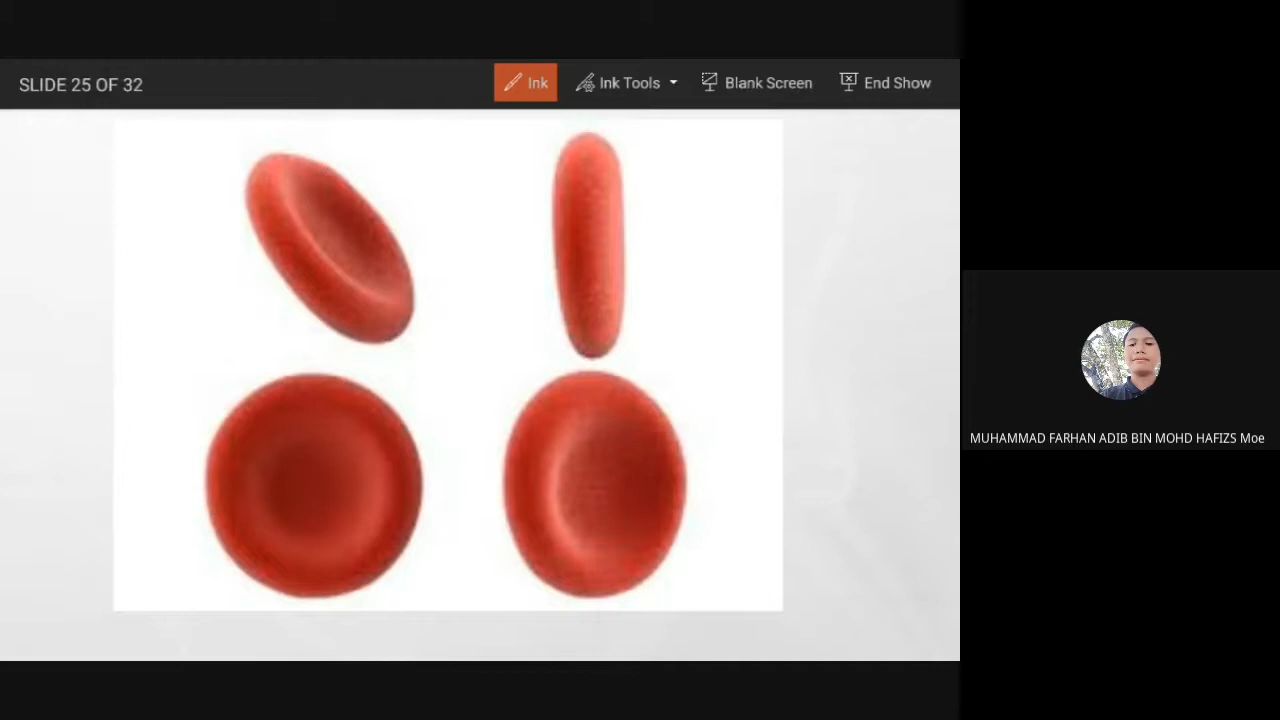 SLIDE 25 OF 32
Ink
Ink Tools
Blank Screen
End Show
MUHAMMAD FARHAN ADIB BIN MOHD HAFIZS Moe